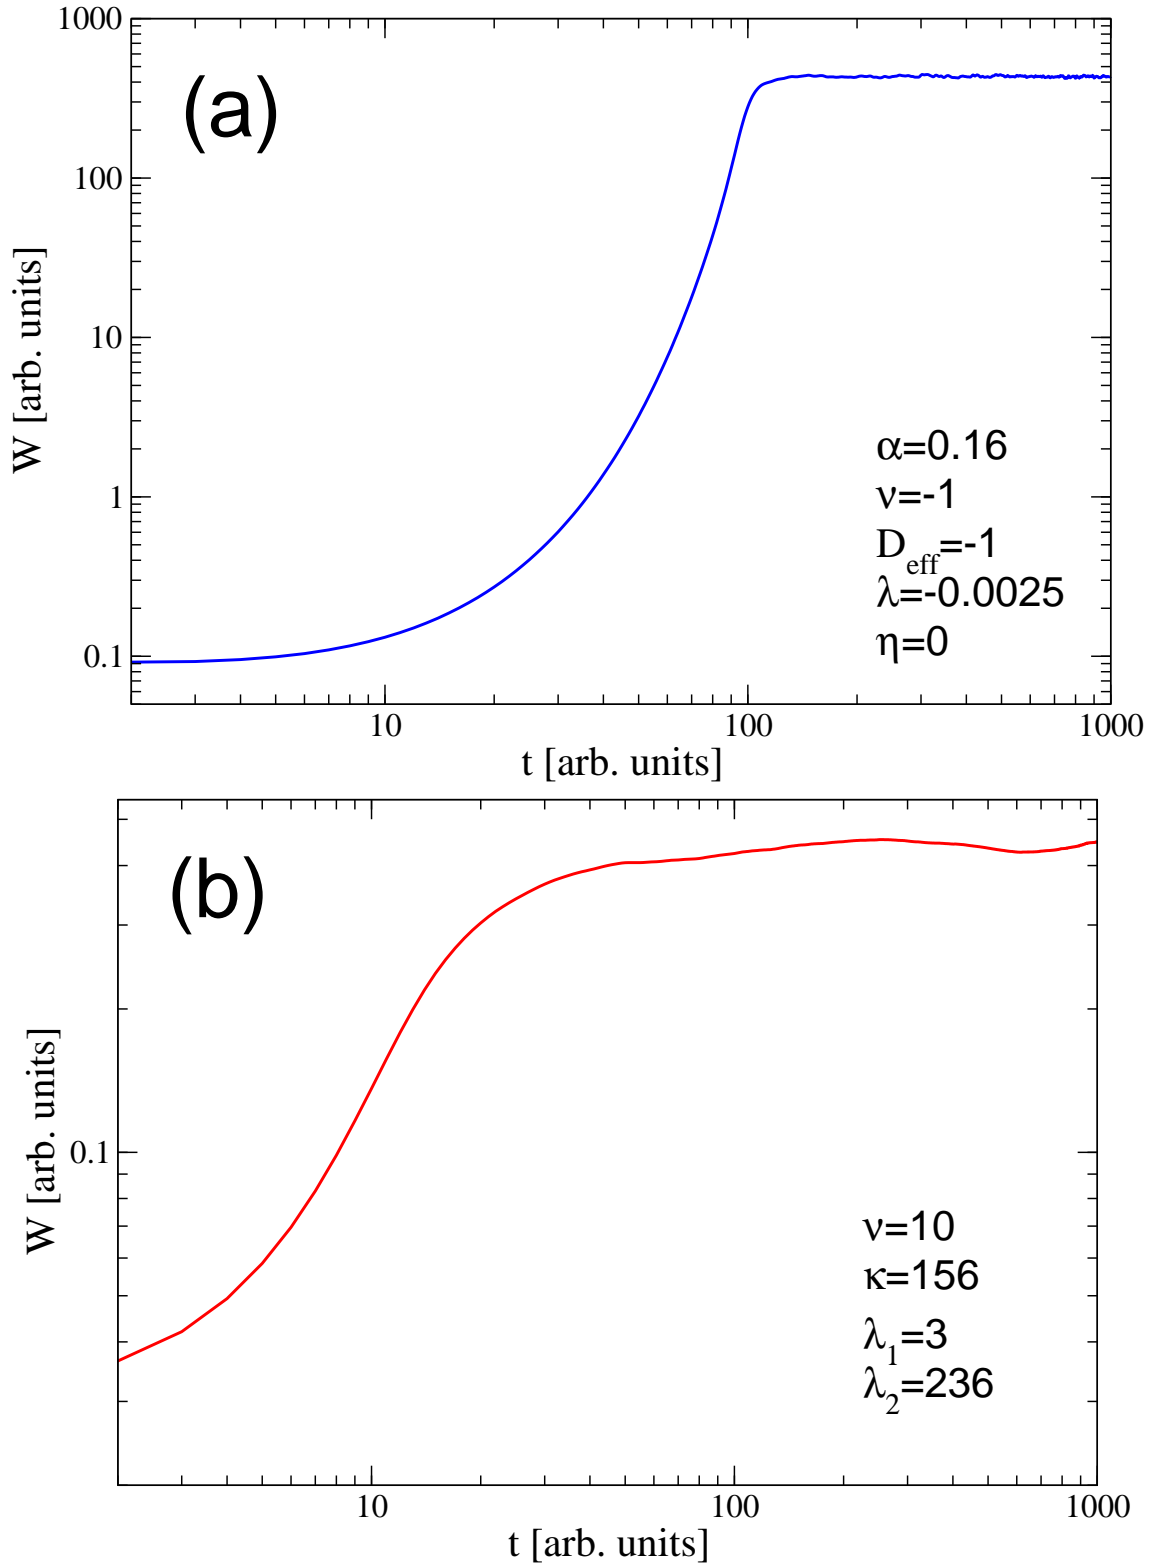 1000
(a)
100
10
1
0.1
W [arb. units]
α=0.16
ν=-1
D_eff=-1
λ=-0.0025
η=0
10 100 1000
t [arb. units]
(b)
0.1
W [arb. units]
ν=10
κ=156
λ_1=3
λ_2=236
10 100 1000
t [arb. units]